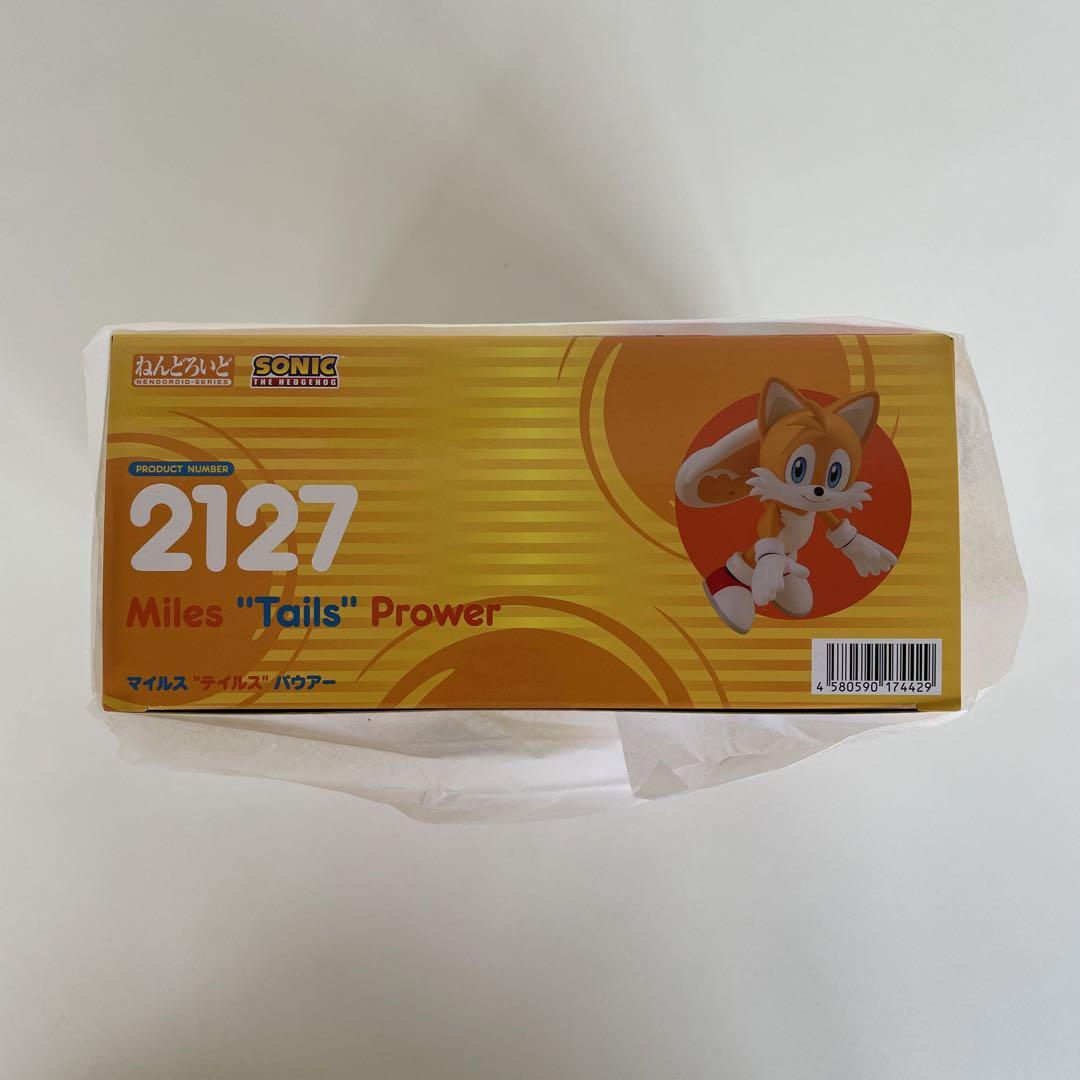 ねんどろいど
NENDOROID·SERIES
SONIC
THE HEDGEHOG
PRODUCT NUMBER
2127
Miles "Tails" Prower
マイルス "テイルス" パウアー
4 580590 174429